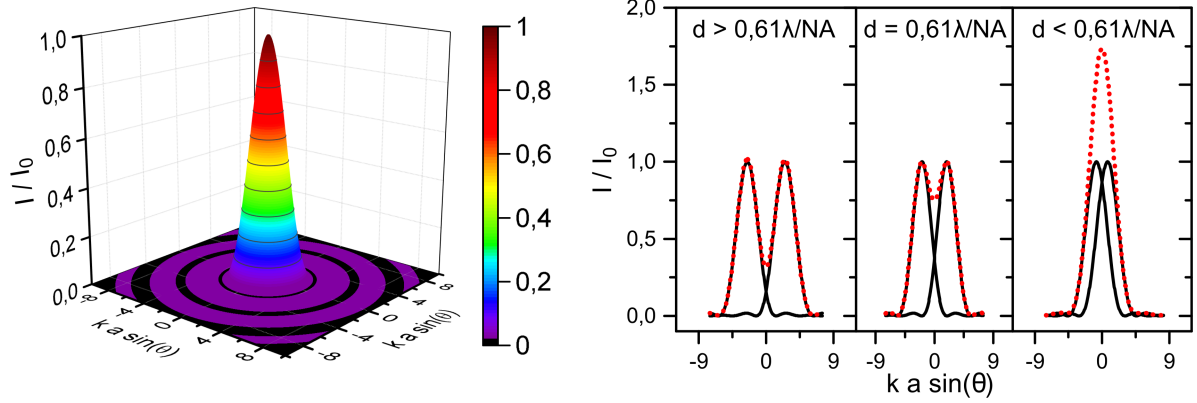 1,0
0,8
0,6
0,4
0,2
0,0
I / I0
-8
-4
0
4
8
k a sin(θ)
-8
-4
0
4
8
k a sin(θ)
1
0,8
0,6
0,4
0,2
0
2,0
1,5
1,0
0,5
0,0
I / I0
d > 0,61λ/NA
d = 0,61λ/NA
d < 0,61λ/NA
-9 0 9
-9 0 9
-9 0 9
k a sin(θ)